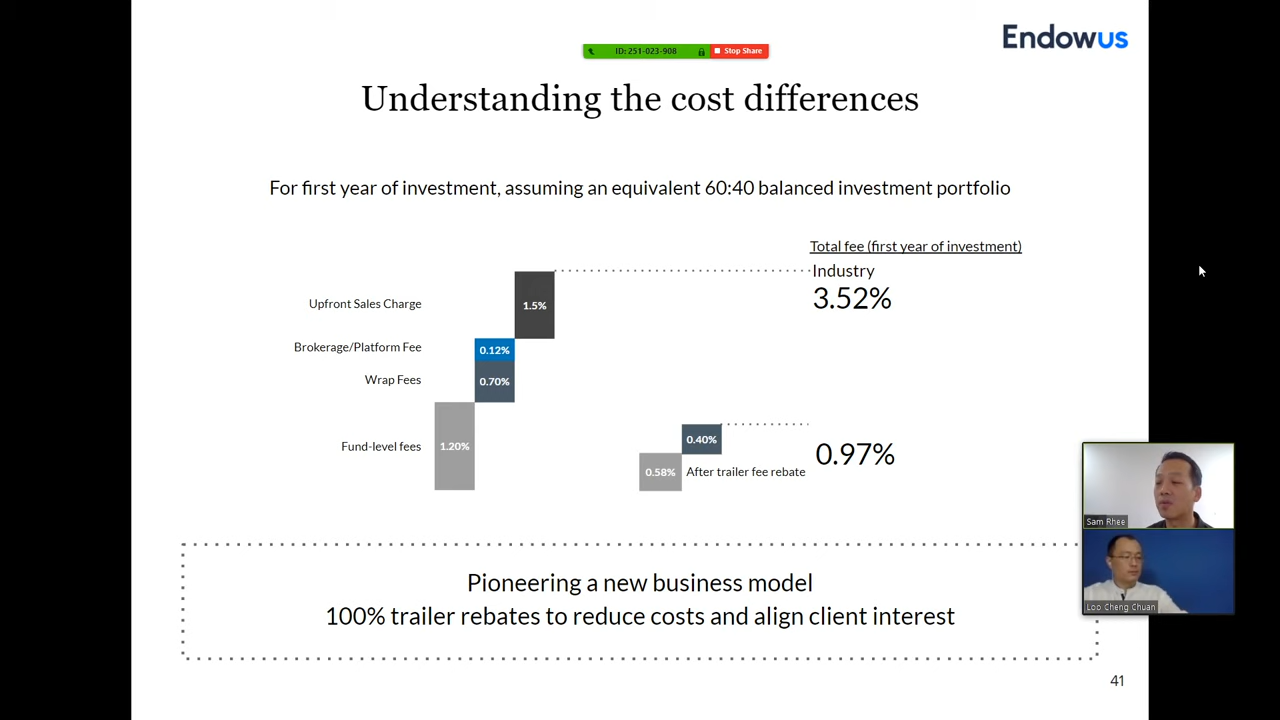 Endowus
ID: 251-023-908
Stop Share
Understanding the cost differences
For first year of investment, assuming an equivalent 60:40 balanced investment portfolio
Total fee (first year of investment)
Industry
3.52%
Upfront Sales Charge
1.5%
Brokerage/Platform Fee
0.12%
Wrap Fees
0.70%
Fund-level fees
1.20%
0.40%
0.97%
0.58%
After trailer fee rebate
Sam Rhee
Loo Cheng Chuan
Pioneering a new business model
100% trailer rebates to reduce costs and align client interest
41